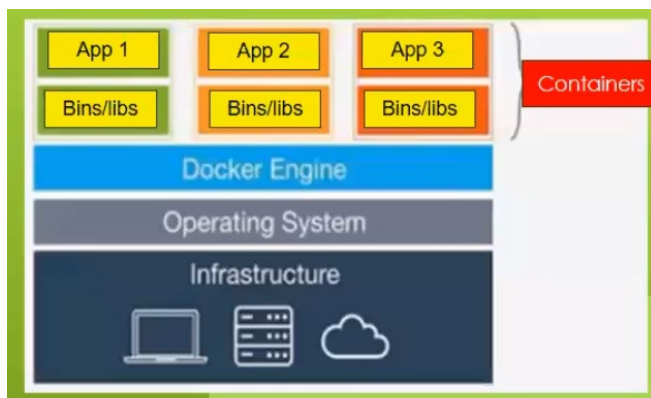 App 1
App 2
App 3
Containers
Bins/libs
Bins/libs
Bins/libs
Docker Engine
Operating System
Infrastructure